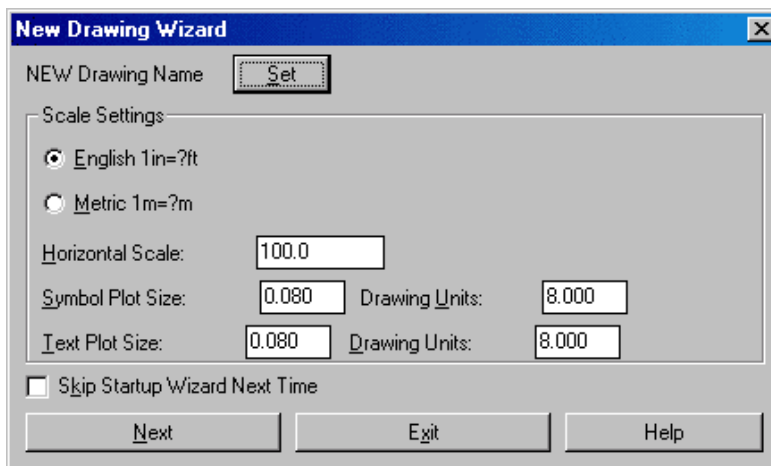 New Drawing Wizard
NEW Drawing Name Set
Scale Settings
English 1in=?ft
Metric 1m=?m
Horizontal Scale: 100.0
Symbol Plot Size: 0.080 Drawing Units: 8.000
Text Plot Size: 0.080 Drawing Units: 8.000
Skip Startup Wizard Next Time
Next Exit Help